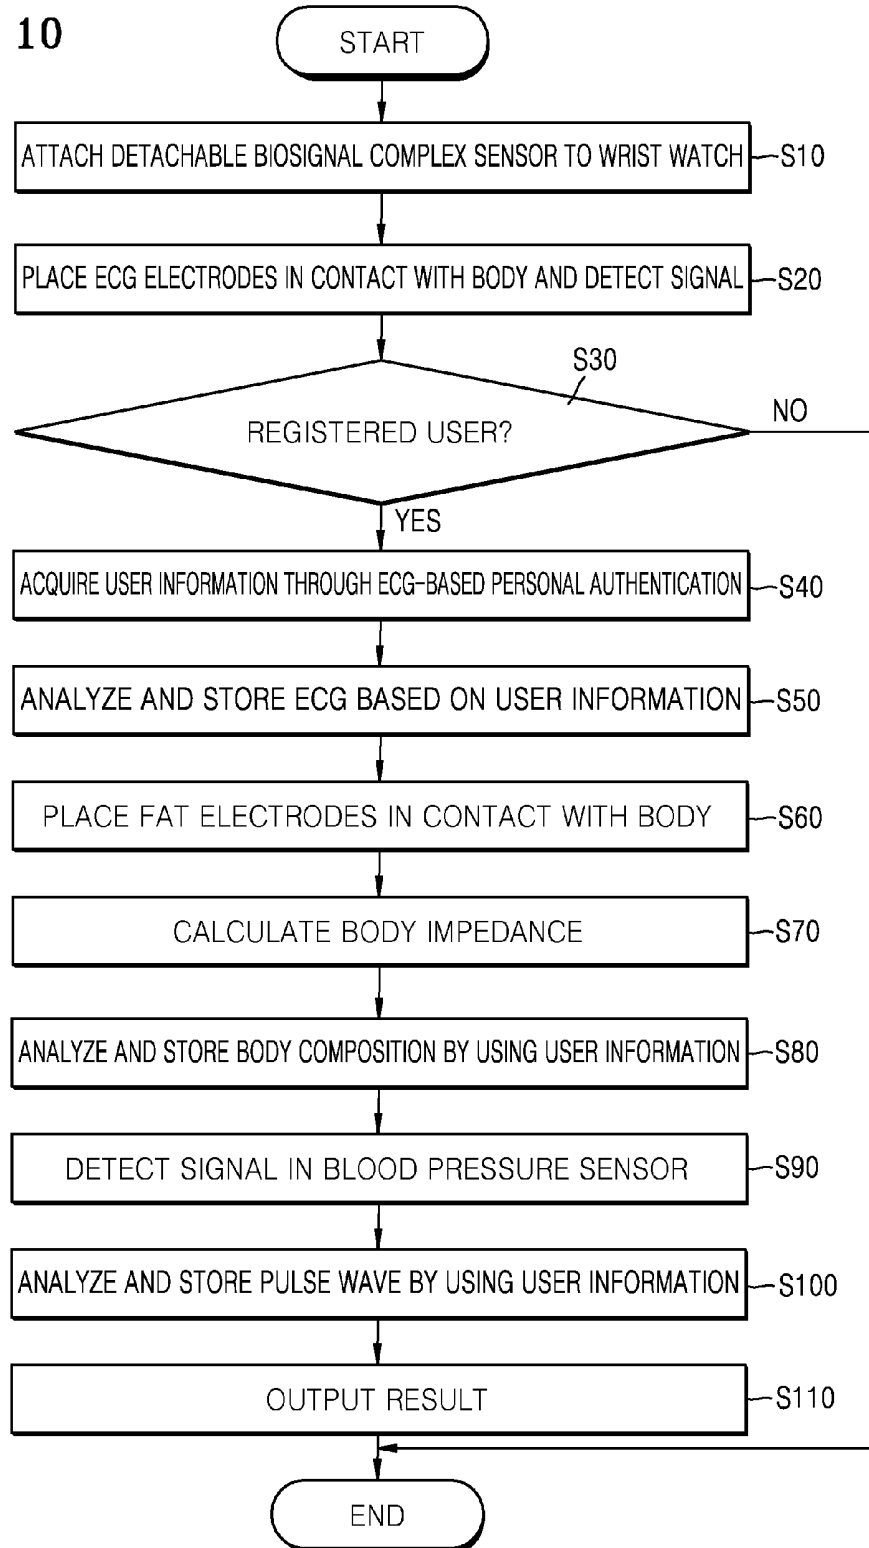 10
START
ATTACH DETACHABLE BIOSIGNAL COMPLEX SENSOR TO WRIST WATCH
S10
PLACE ECG ELECTRODES IN CONTACT WITH BODY AND DETECT SIGNAL
S20
S30
REGISTERED USER?
NO
YES
ACQUIRE USER INFORMATION THROUGH ECG-BASED PERSONAL AUTHENTICATION
S40
ANALYZE AND STORE ECG BASED ON USER INFORMATION
S50
PLACE FAT ELECTRODES IN CONTACT WITH BODY
S60
CALCULATE BODY IMPEDANCE
S70
ANALYZE AND STORE BODY COMPOSITION BY USING USER INFORMATION
S80
DETECT SIGNAL IN BLOOD PRESSURE SENSOR
S90
ANALYZE AND STORE PULSE WAVE BY USING USER INFORMATION
S100
OUTPUT RESULT
S110
END